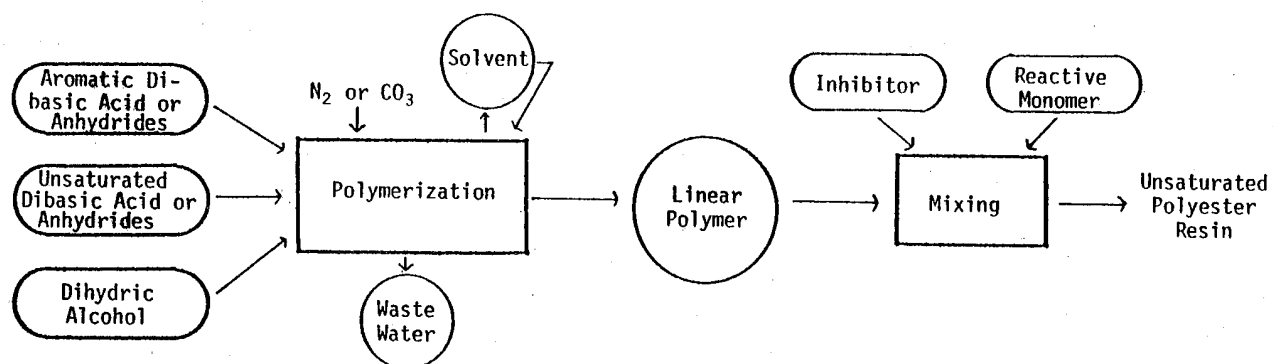 Aromatic Di-
basic Acid or
Anhydrides
Unsaturated
Dibasic Acid or
Anhydrides
Dihydric
Alcohol
N₂ or CO₃
Solvent
Polymerization
Waste
Water
Linear
Polymer
Inhibitor
Reactive
Monomer
Mixing
Unsaturated
Polyester
Resin